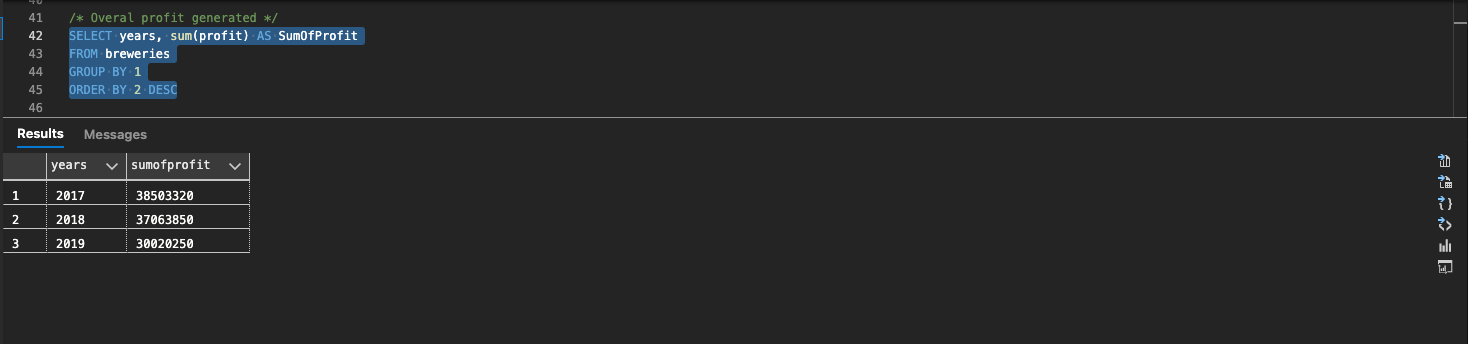 40
41 /* Overal profit generated */
42 SELECT years, sum(profit) AS SumOfProfit
43 FROM breweries
44 GROUP BY 1
45 ORDER BY 2 DESC
46
Results Messages
years sumofprofit
1 2017 38503320
2 2018 37063850
3 2019 30020250